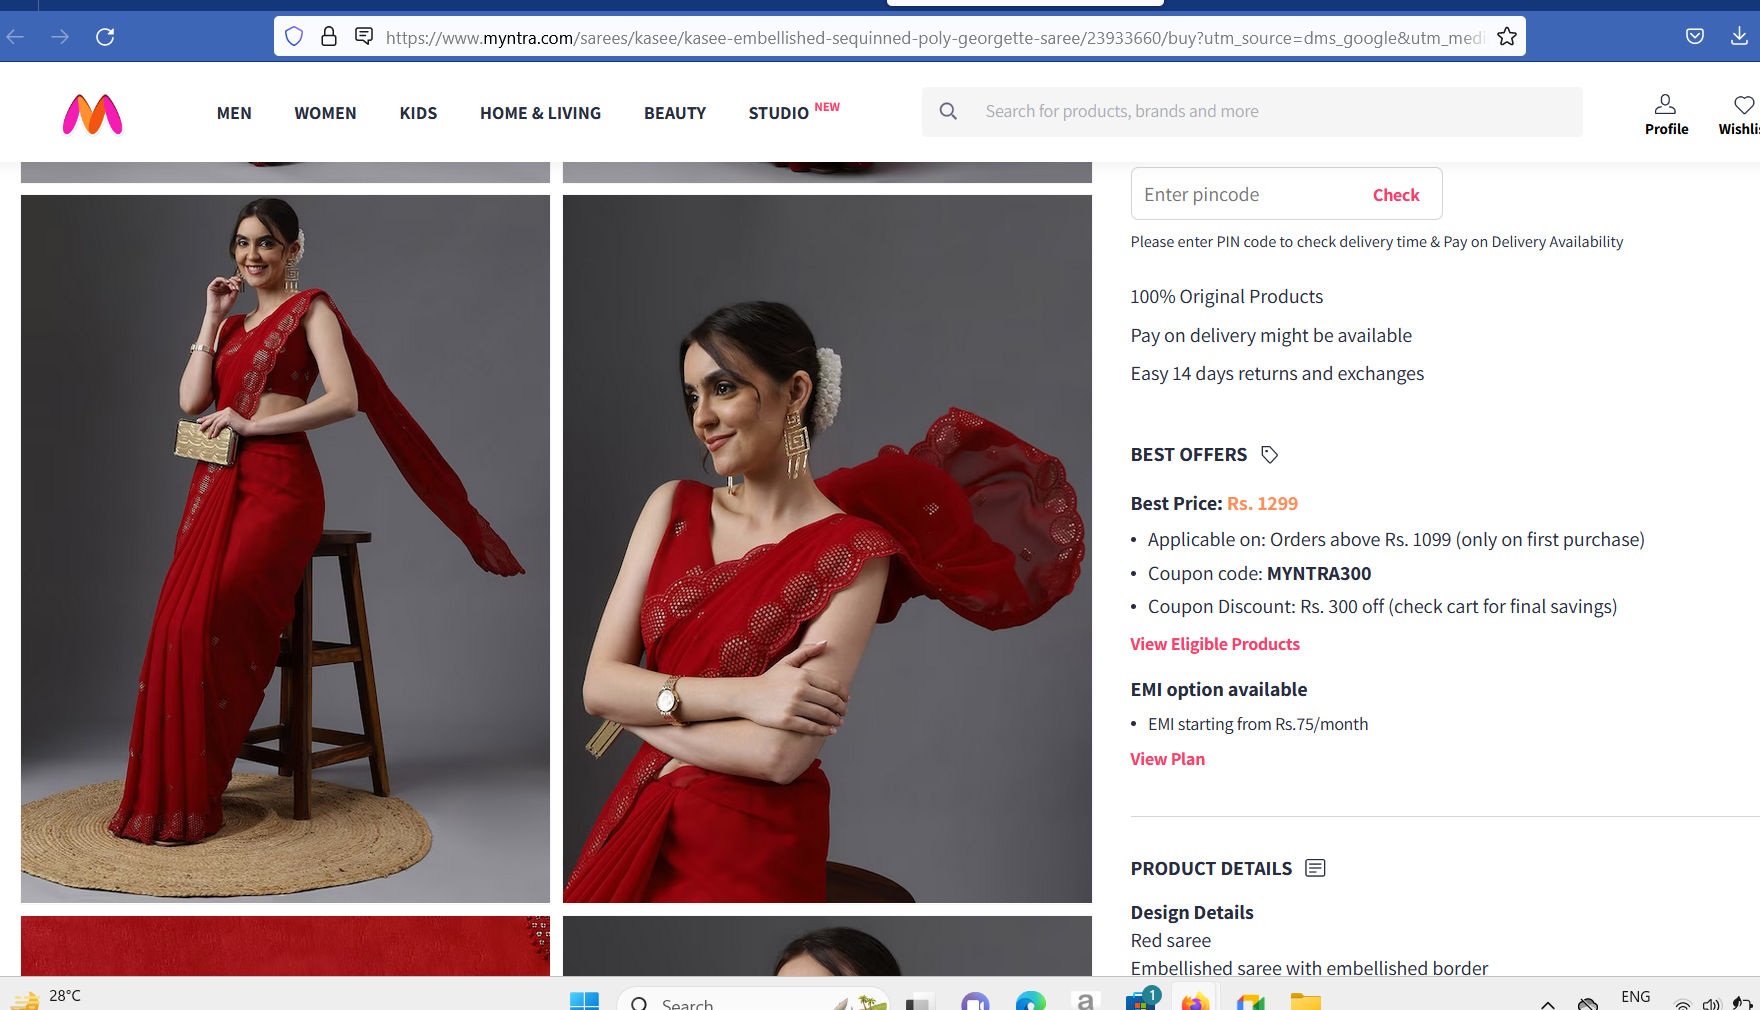 https://www.myntra.com/sarees/kasee/kasee-embellished-sequinned-poly-georgette-saree/23933660/buy?utm_source=dms_google&utm_medi
MEN WOMEN KIDS HOME & LIVING BEAUTY STUDIO NEW
Search for products, brands and more
Profile
Wishli
Enter pincode Check
Please enter PIN code to check delivery time & Pay on Delivery Availability
100% Original Products
Pay on delivery might be available
Easy 14 days returns and exchanges
BEST OFFERS
Best Price: Rs. 1299
• Applicable on: Orders above Rs. 1099 (only on first purchase)
• Coupon code: MYNTRA300
• Coupon Discount: Rs. 300 off (check cart for final savings)
View Eligible Products
EMI option available
• EMI starting from Rs.75/month
View Plan
PRODUCT DETAILS
Design Details
Red saree
Embellished saree with embellished border
28°C
Search
a
1
ENG